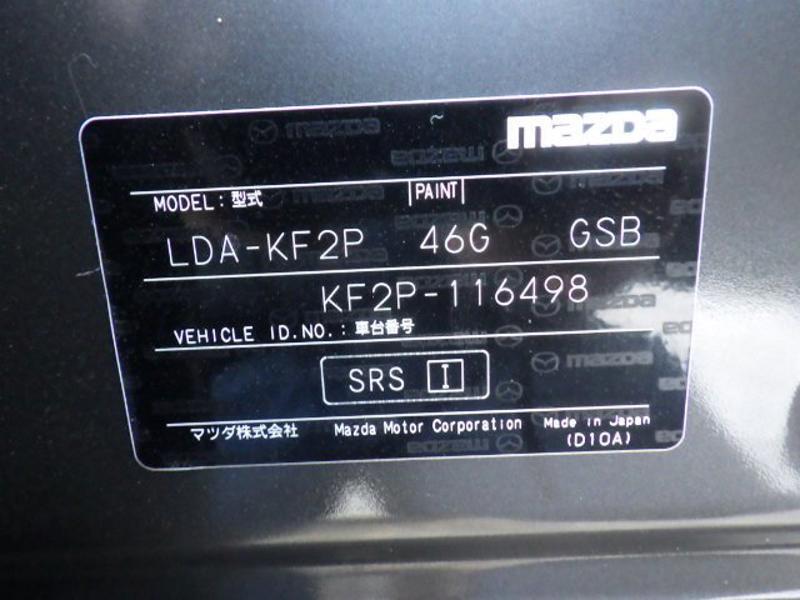 mazda
MODEL：型式 PAINT
LDA-KF2P 46G GSB
KF2P-116498
VEHICLE ID.NO.：車台番号
SRS I
マツダ株式会社 Mazda Motor Corporation Made in Japan
(D10A)